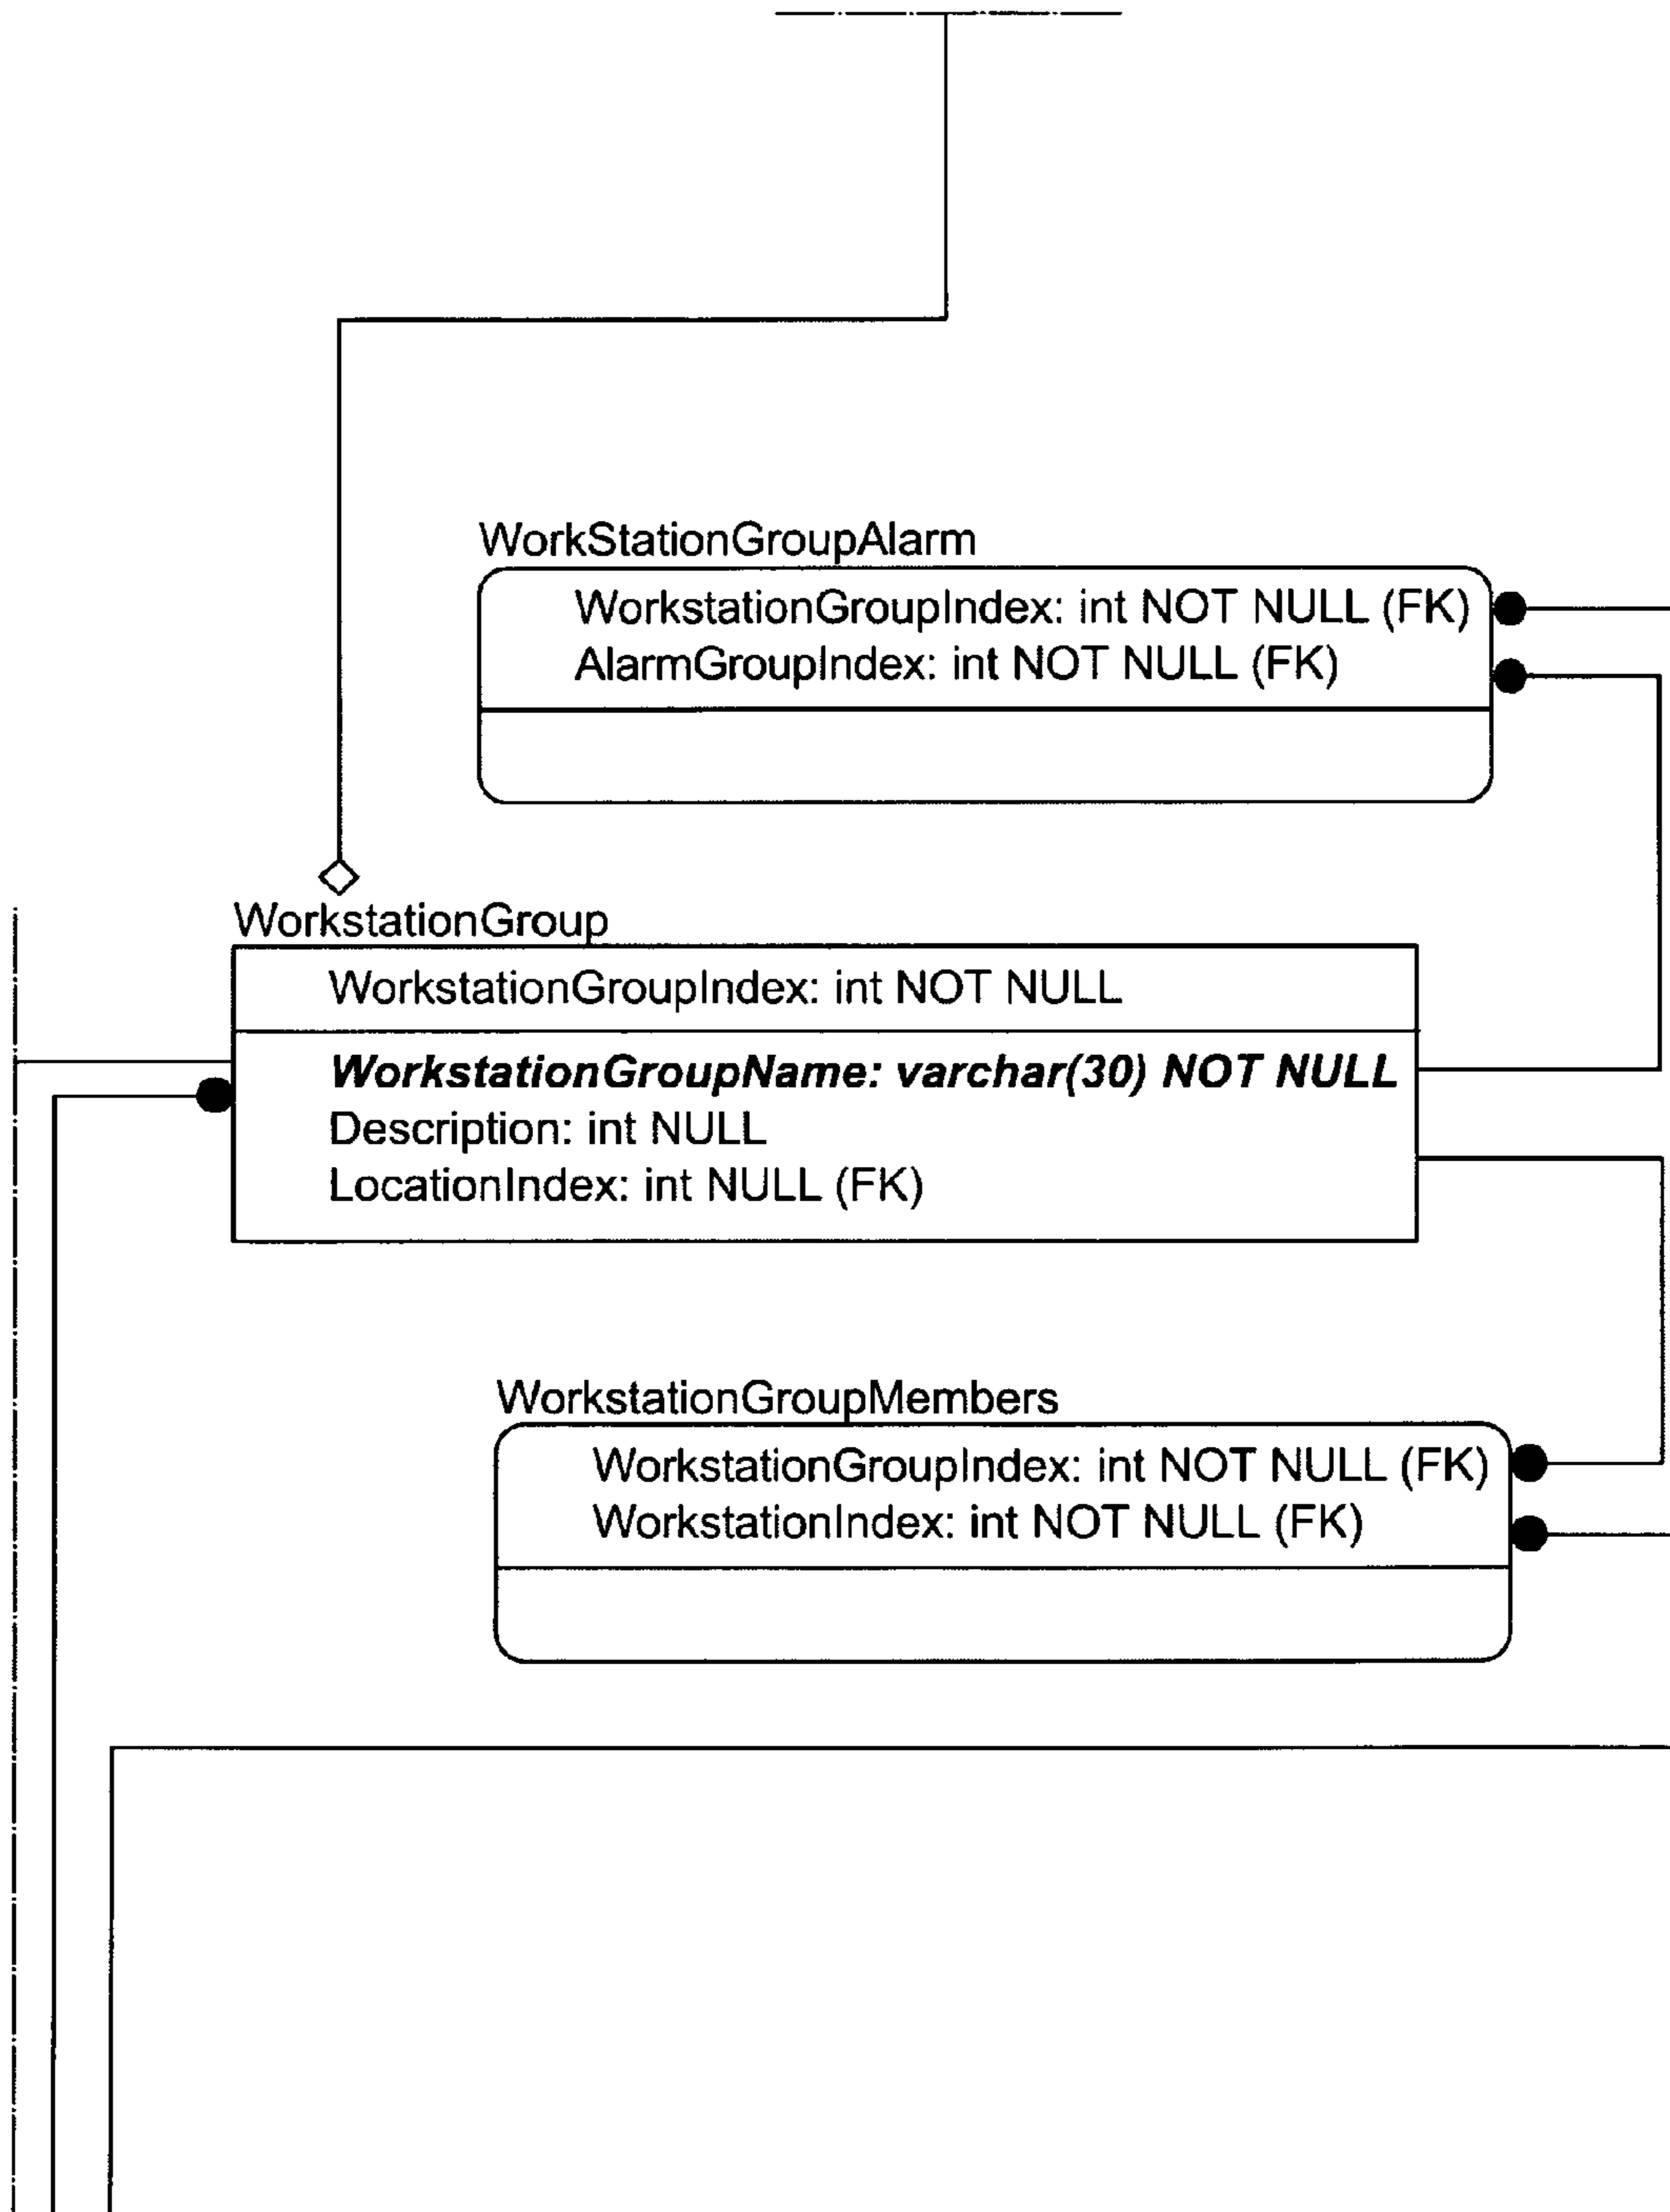 WorkStationGroupAlarm
WorkstationGroupIndex: int NOT NULL (FK)
AlarmGroupIndex: int NOT NULL (FK)
WorkstationGroup
WorkstationGroupIndex: int NOT NULL
WorkstationGroupName: varchar(30) NOT NULL
Description: int NULL
LocationIndex: int NULL (FK)
WorkstationGroupMembers
WorkstationGroupIndex: int NOT NULL (FK)
WorkstationIndex: int NOT NULL (FK)